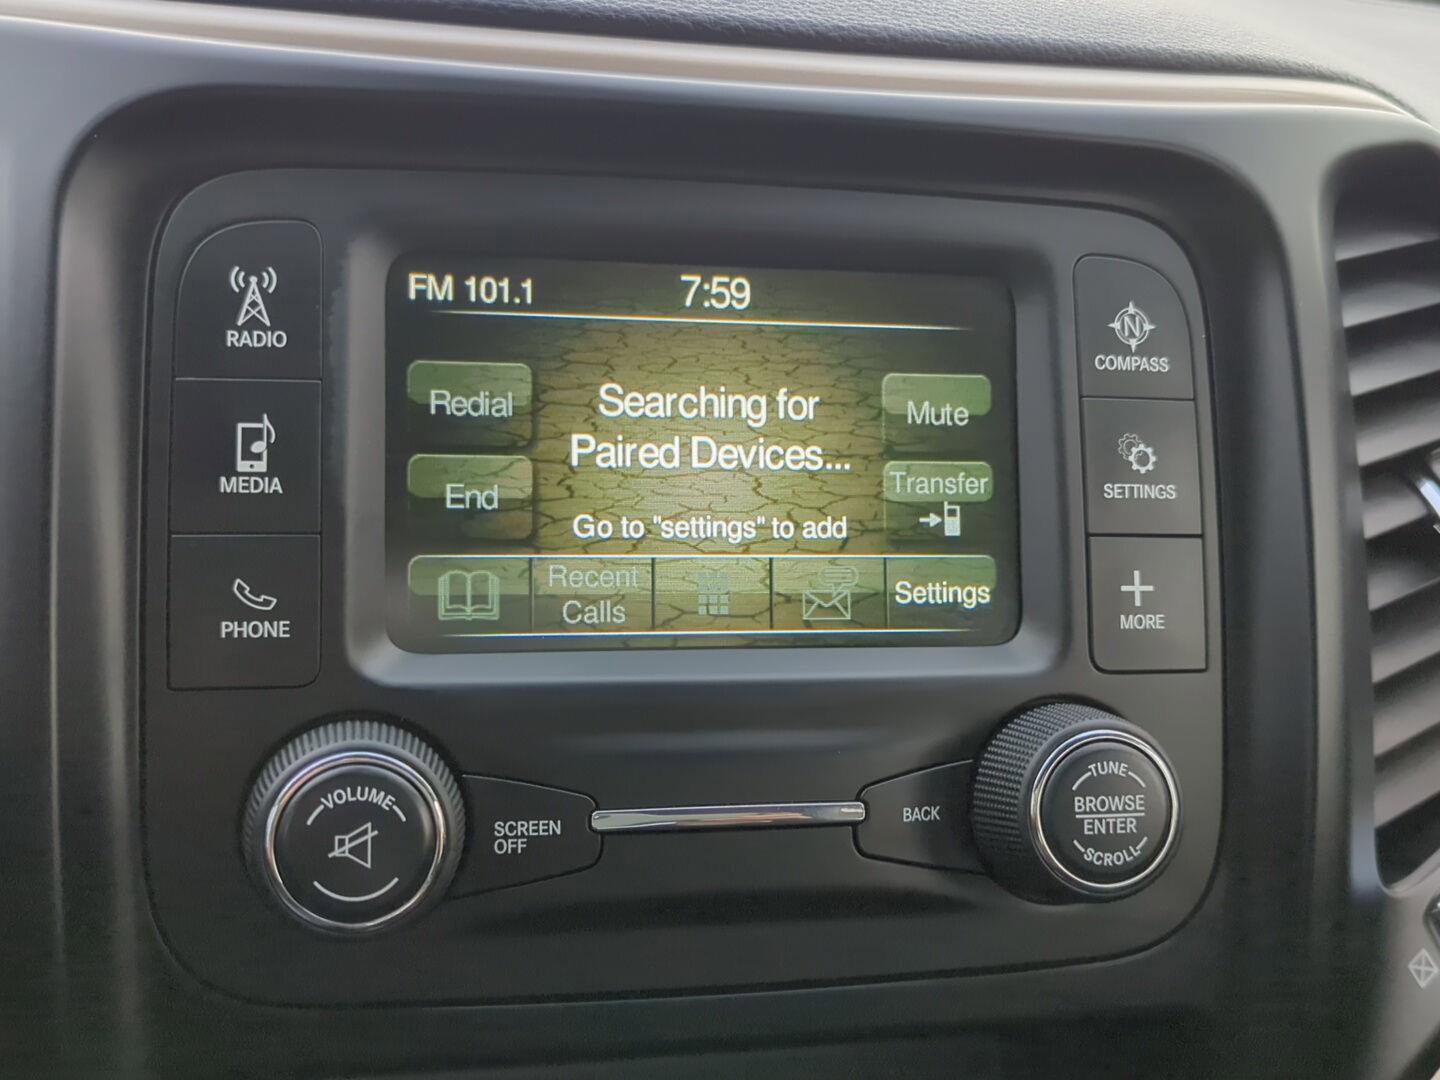 FM 101.1
7:59
RADIO
MEDIA
PHONE
Redial
End
Searching for
Paired Devices...
Go to "settings" to add
Mute
Transfer
Recent
Calls
Settings
N
COMPASS
SETTINGS
MORE
VOLUME
SCREEN
OFF
BACK
TUNE
BROWSE
ENTER
SCROLL